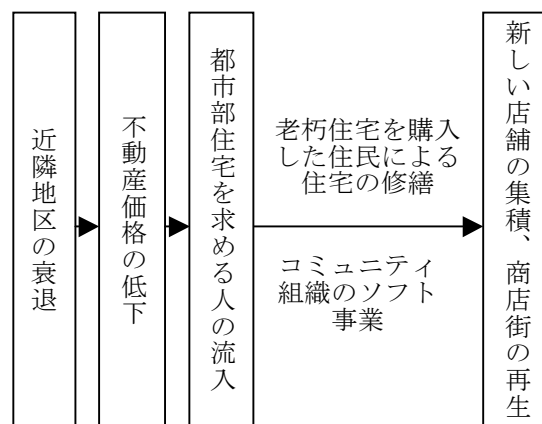 近隣地区の衰退
不動産価格の低下
都市部住宅を求める人の流入
老朽住宅を購入
した住民による
住宅の修繕
コミュニティ
組織のソフト
事業
新しい店舗の集積、商店街の再生